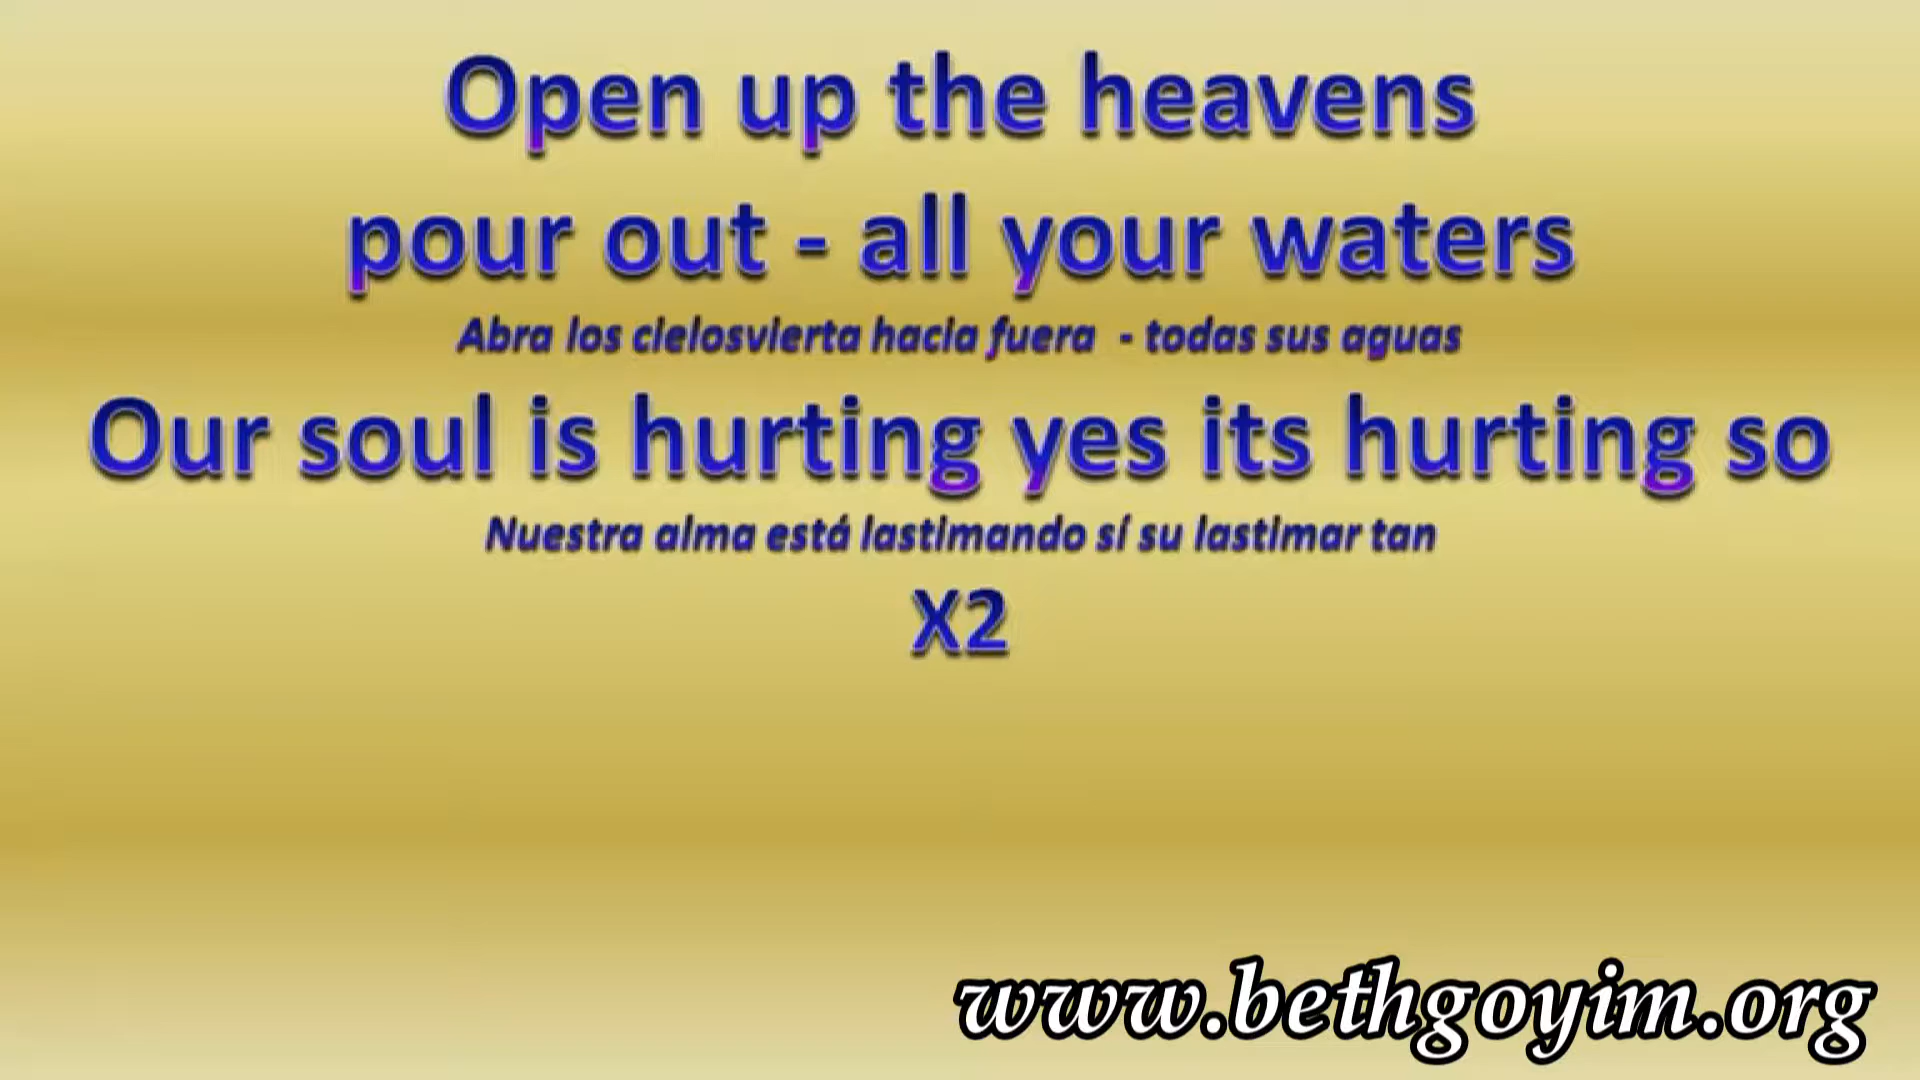 Open up the heavens
pour out - all your waters
Abra los cielosvierta hacia fuera - todas sus aguas
Our soul is hurting yes its hurting so
Nuestra alma está lastimando sí su lastimar tan
X2
www.bethgoyim.org